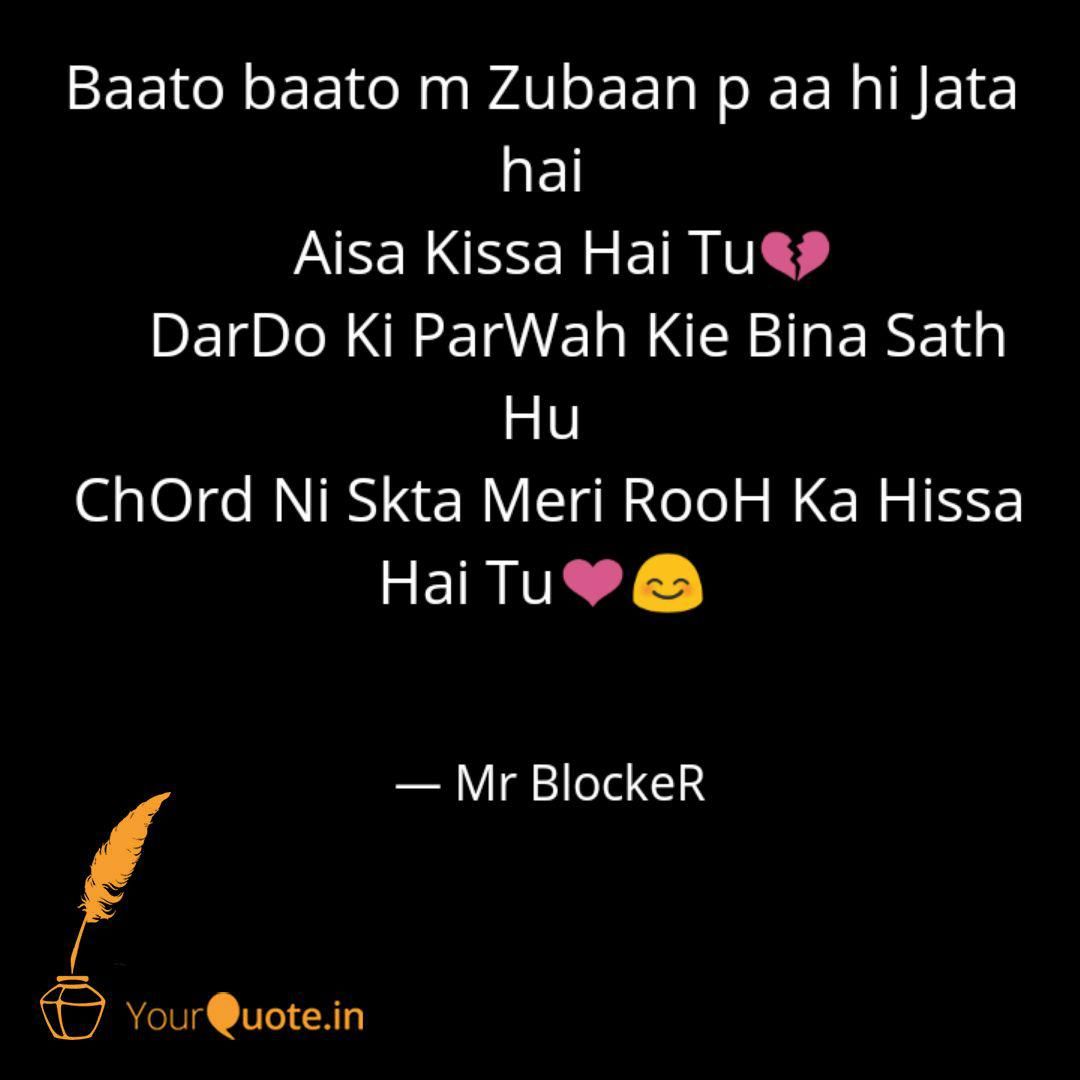 Baato baato m Zubaan p aa hi Jata
hai
Aisa Kissa Hai Tu💔
DarDo Ki ParWah Kie Bina Sath
Hu
ChOrd Ni Skta Meri RooH Ka Hissa
Hai Tu❤😊
— Mr BlockeR
YourQuote.in